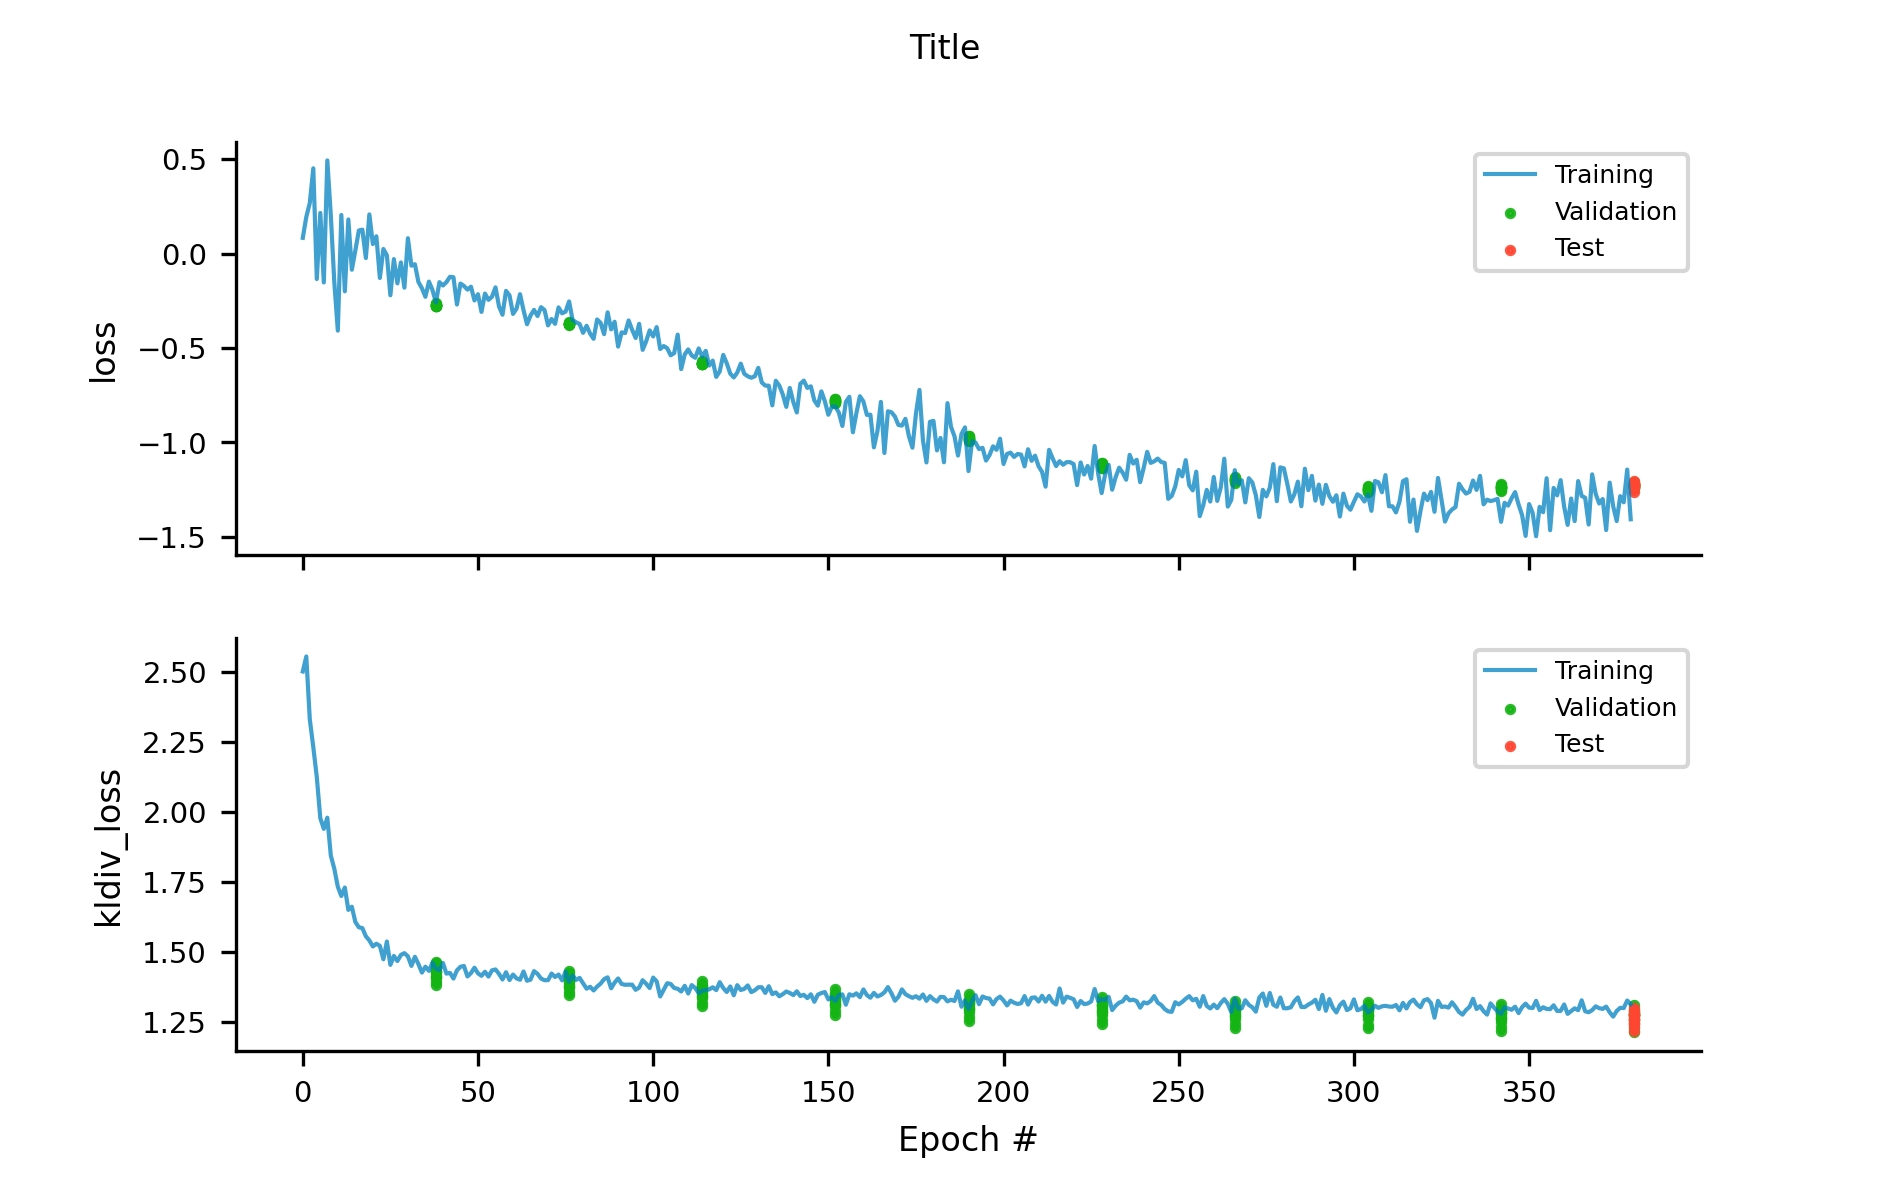 Title
loss
0.5
0.0
−0.5
−1.0
−1.5
Training
Validation
Test
kldiv_loss
2.50
2.25
2.00
1.75
1.50
1.25
Training
Validation
Test
0 50 100 150 200 250 300 350
Epoch #